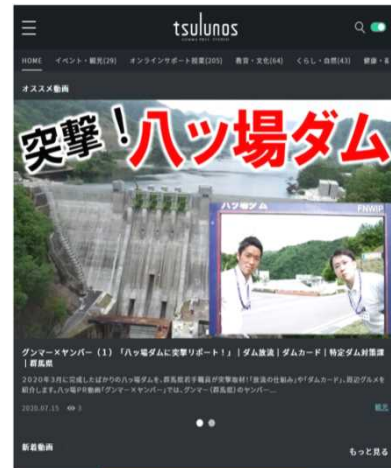 tsulunos
HOME イベント・観光(29) オンラインサポート授業(205) 教育・文化(64) くらし・自然(43) 健康・
オススメ動画
突撃！八ッ場ダム
八ッ場ダム
FNWIP
グンマー×ヤンバー（１）「八ッ場ダムに突撃リポート！」｜ダム放流｜ダムカード｜特定ダム対策課
｜群馬県
2020年3月に完成したばかりの八ッ場ダムを、群馬県若手職員が突撃取材!「放流の仕組み」や「ダムカード」、周辺グルメを
紹介します。八ッ場PR動画「グンマー×ヤンバー」では、グンマー(群馬県)のヤンバー...
2020.07.15 3
観光
新着動画
もっと見る